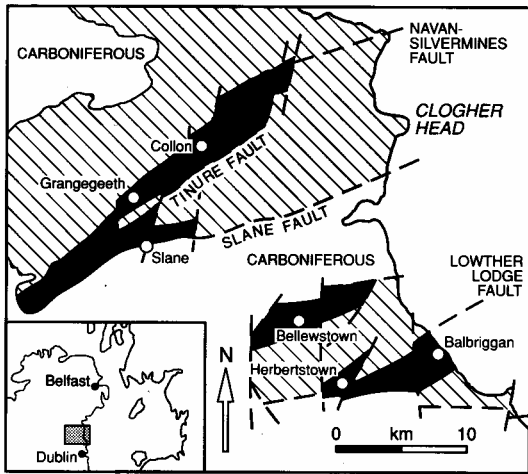 CARBONIFEROUS
NAVAN-
SILVERMINES
FAULT
CLOGHER
HEAD
Collon
TINURE FAULT
Grangegeeth
SLANE FAULT
Slane
CARBONIFEROUS
LOWTHER
LODGE
FAULT
Bellewstown
Balbriggan
Herbertstown
N
Belfast
Dublin
0 km 10